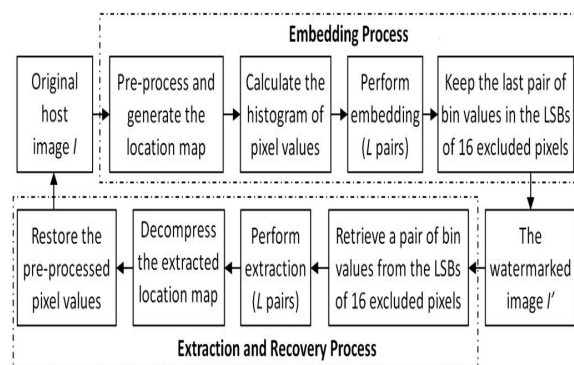 Embedding Process
Original
host
image I
Pre-process and
generate the
location map
Calculate the
histogram of
pixel values
Perform
embedding
(L pairs)
Keep the last pair of
bin values in the LSBs
of 16 excluded pixels
Restore the
pre-processed
pixel values
Decompress
the extracted
location map
Perform
extraction
(L pairs)
Retrieve a pair of bin
values from the LSBs
of 16 excluded pixels
The
watermarked
image I'
Extraction and Recovery Process